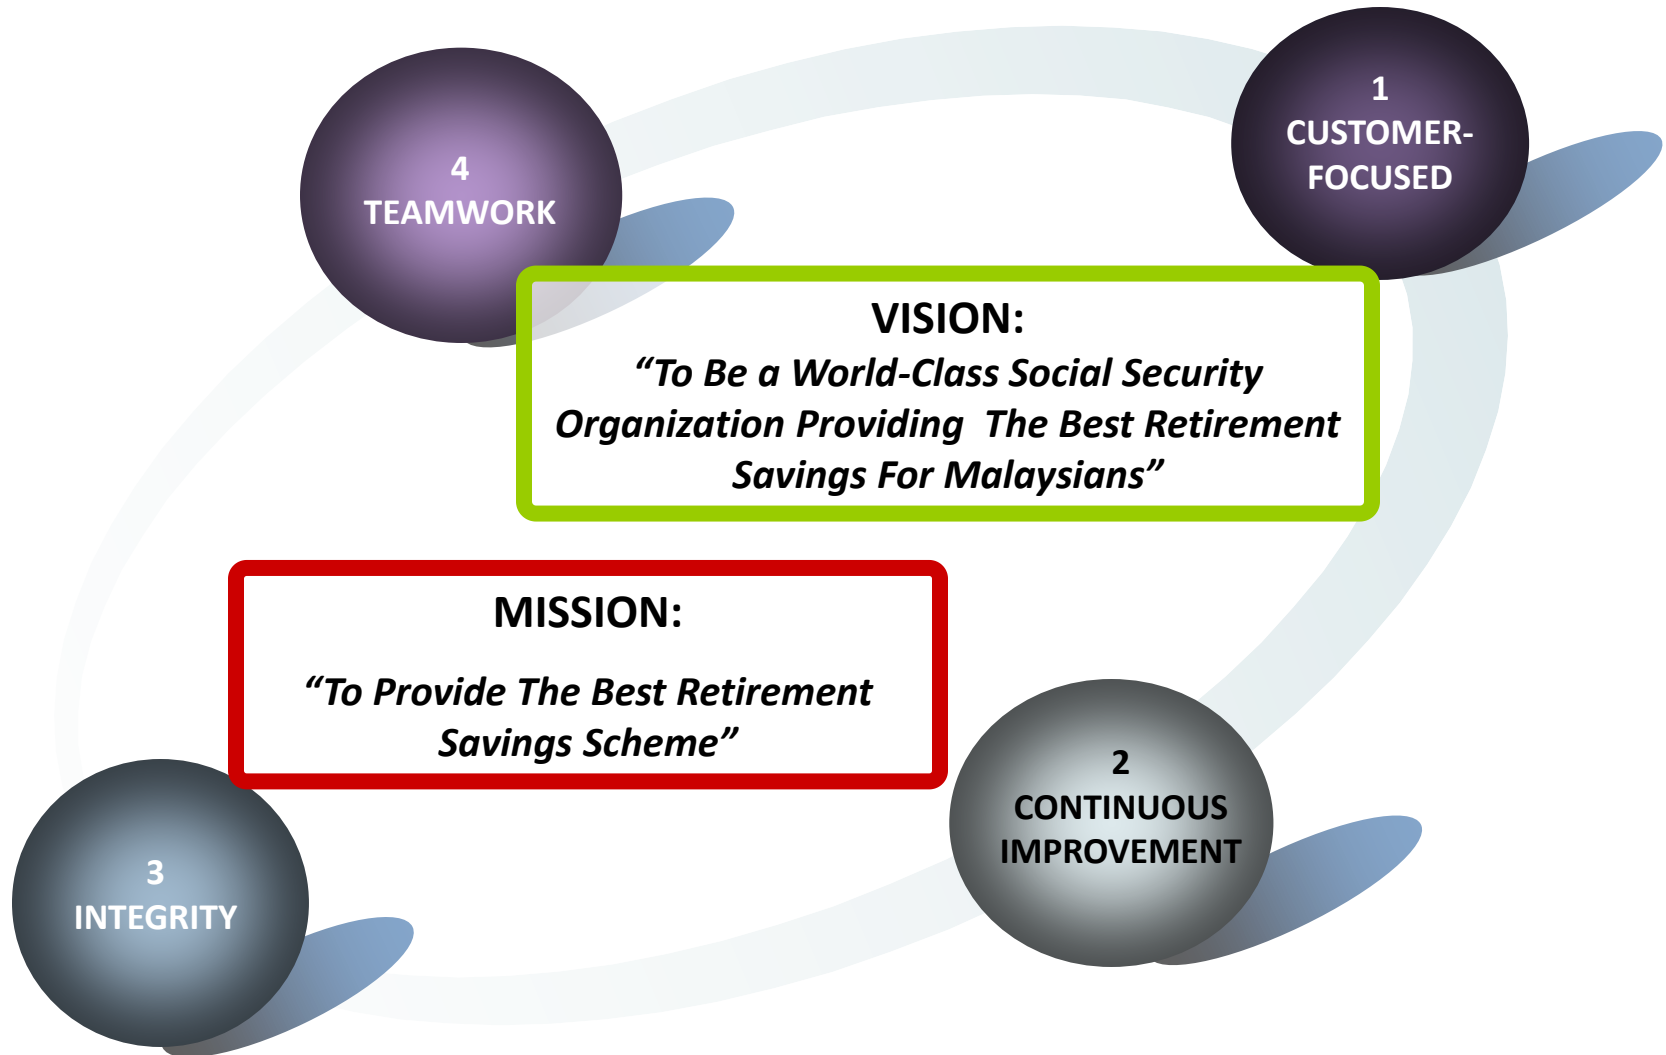 1
CUSTOMER-
FOCUSED
4
TEAMWORK
VISION:
“To Be a World-Class Social Security
Organization Providing  The Best Retirement
Savings For Malaysians”
MISSION:
“To Provide The Best Retirement
Savings Scheme”
2
CONTINUOUS
IMPROVEMENT
3
INTEGRITY